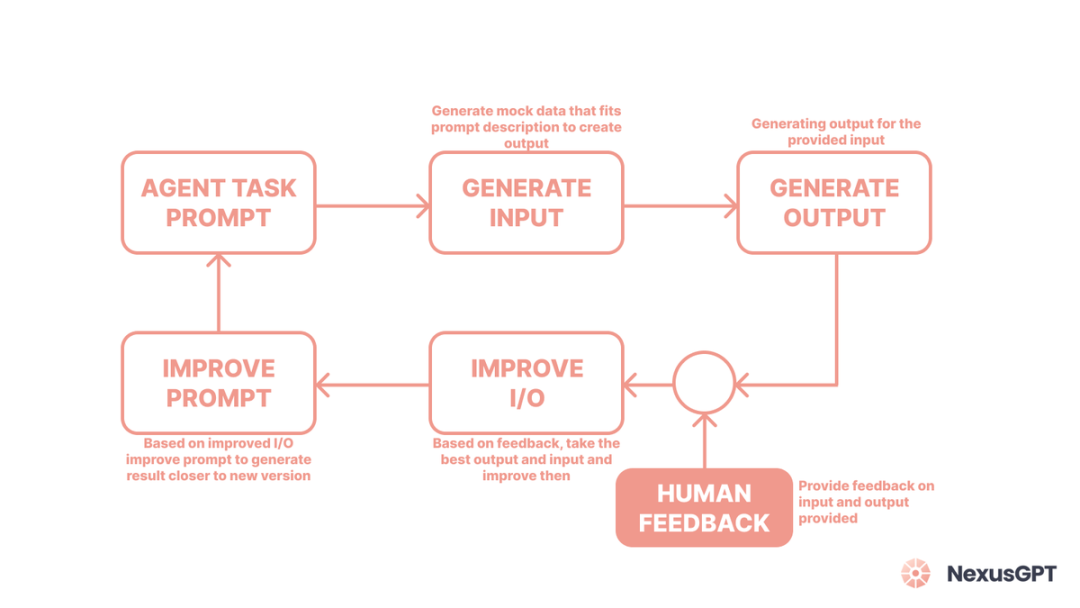 Generate mock data that fits
prompt description to create
output
Generating output for the
provided input
AGENT TASK
PROMPT
GENERATE
INPUT
GENERATE
OUTPUT
IMPROVE
PROMPT
IMPROVE
I/O
Based on improved I/O
improve prompt to generate
result closer to new version
Based on feedback, take the
best output and input and
improve then
HUMAN
FEEDBACK
Provide feedback on
input and output
provided
NexusGPT